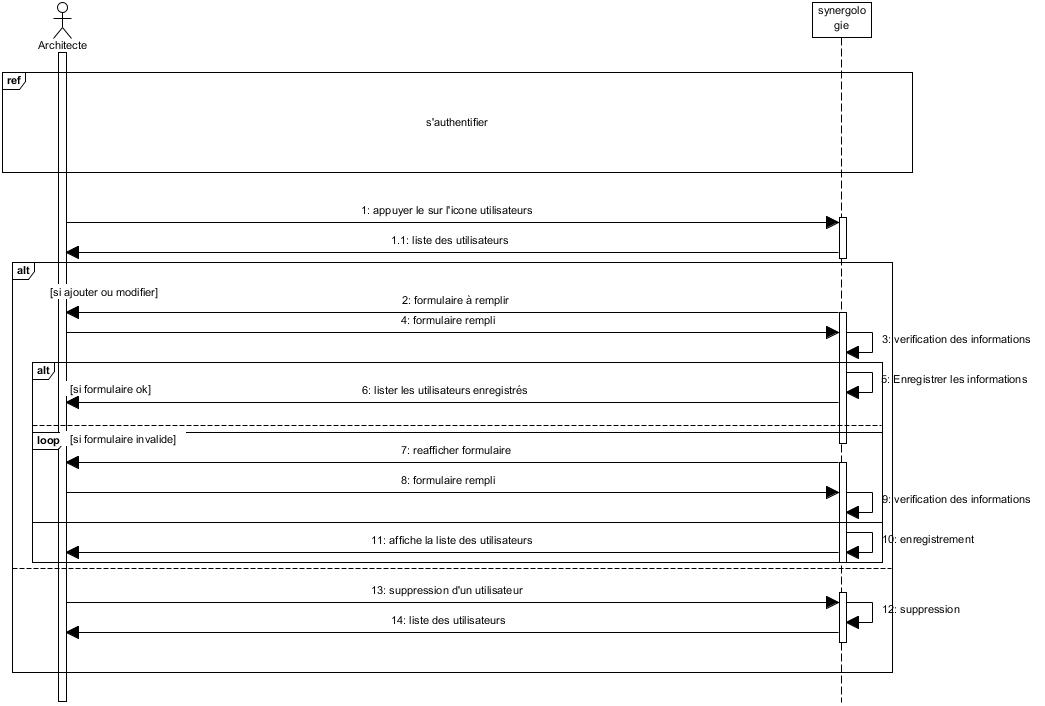 Architecte
synergolo
gie
ref
s'authentifier
1: appuyer le sur l'icone utilisateurs
1.1: liste des utilisateurs
alt
[si ajouter ou modifier]
2: formulaire à remplir
4: formulaire rempli
3: verification des informations
alt
[si formulaire ok]
5: Enregistrer les informations
6: lister les utilisateurs enregistrés
loop
[si formulaire invalide]
7: reafficher formulaire
8: formulaire rempli
9: verification des informations
11: affiche la liste des utilisateurs
10: enregistrement
13: suppression d'un utilisateur
12: suppression
14: liste des utilisateurs